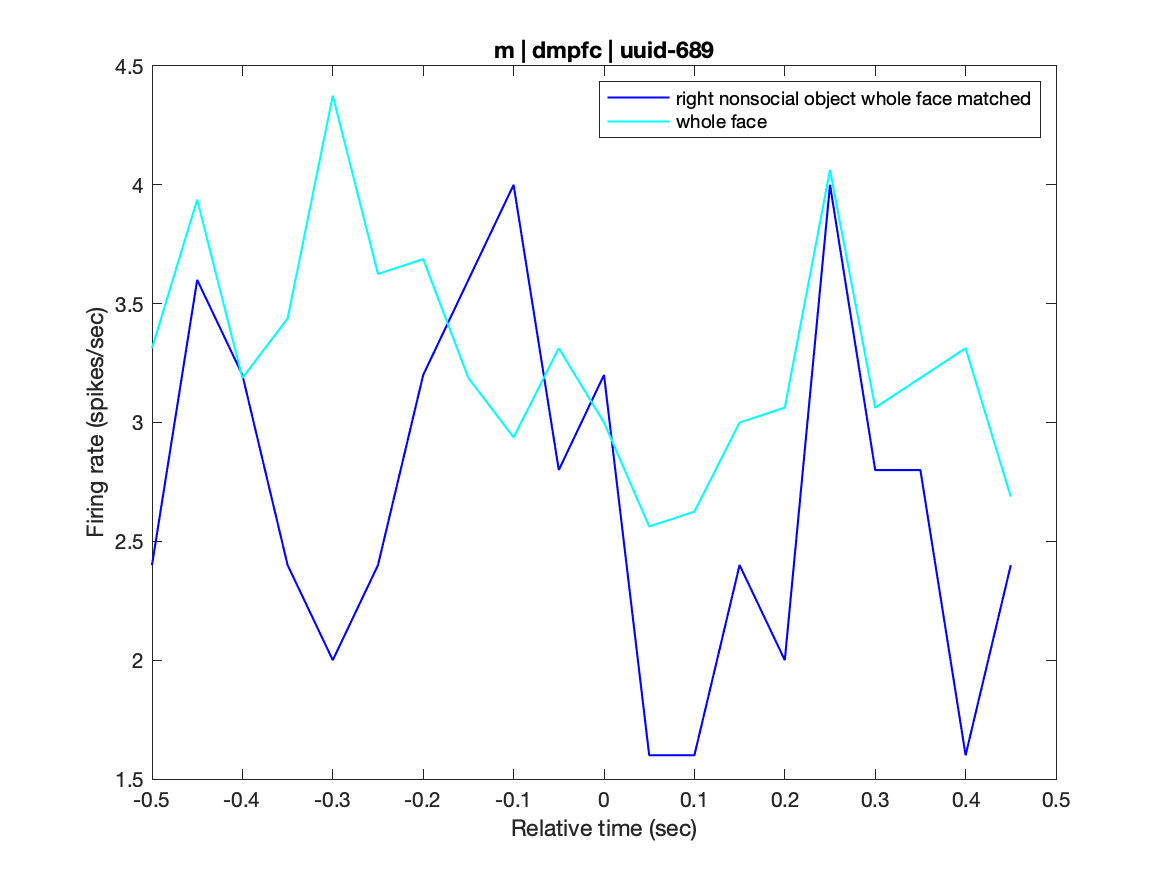 m | dmpfc | uuid-689
right nonsocial object whole face matched
whole face
Firing rate (spikes/sec)
4.5
4
3.5
3
2.5
2
1.5
-0.5 -0.4 -0.3 -0.2 -0.1 0 0.1 0.2 0.3 0.4 0.5
Relative time (sec)